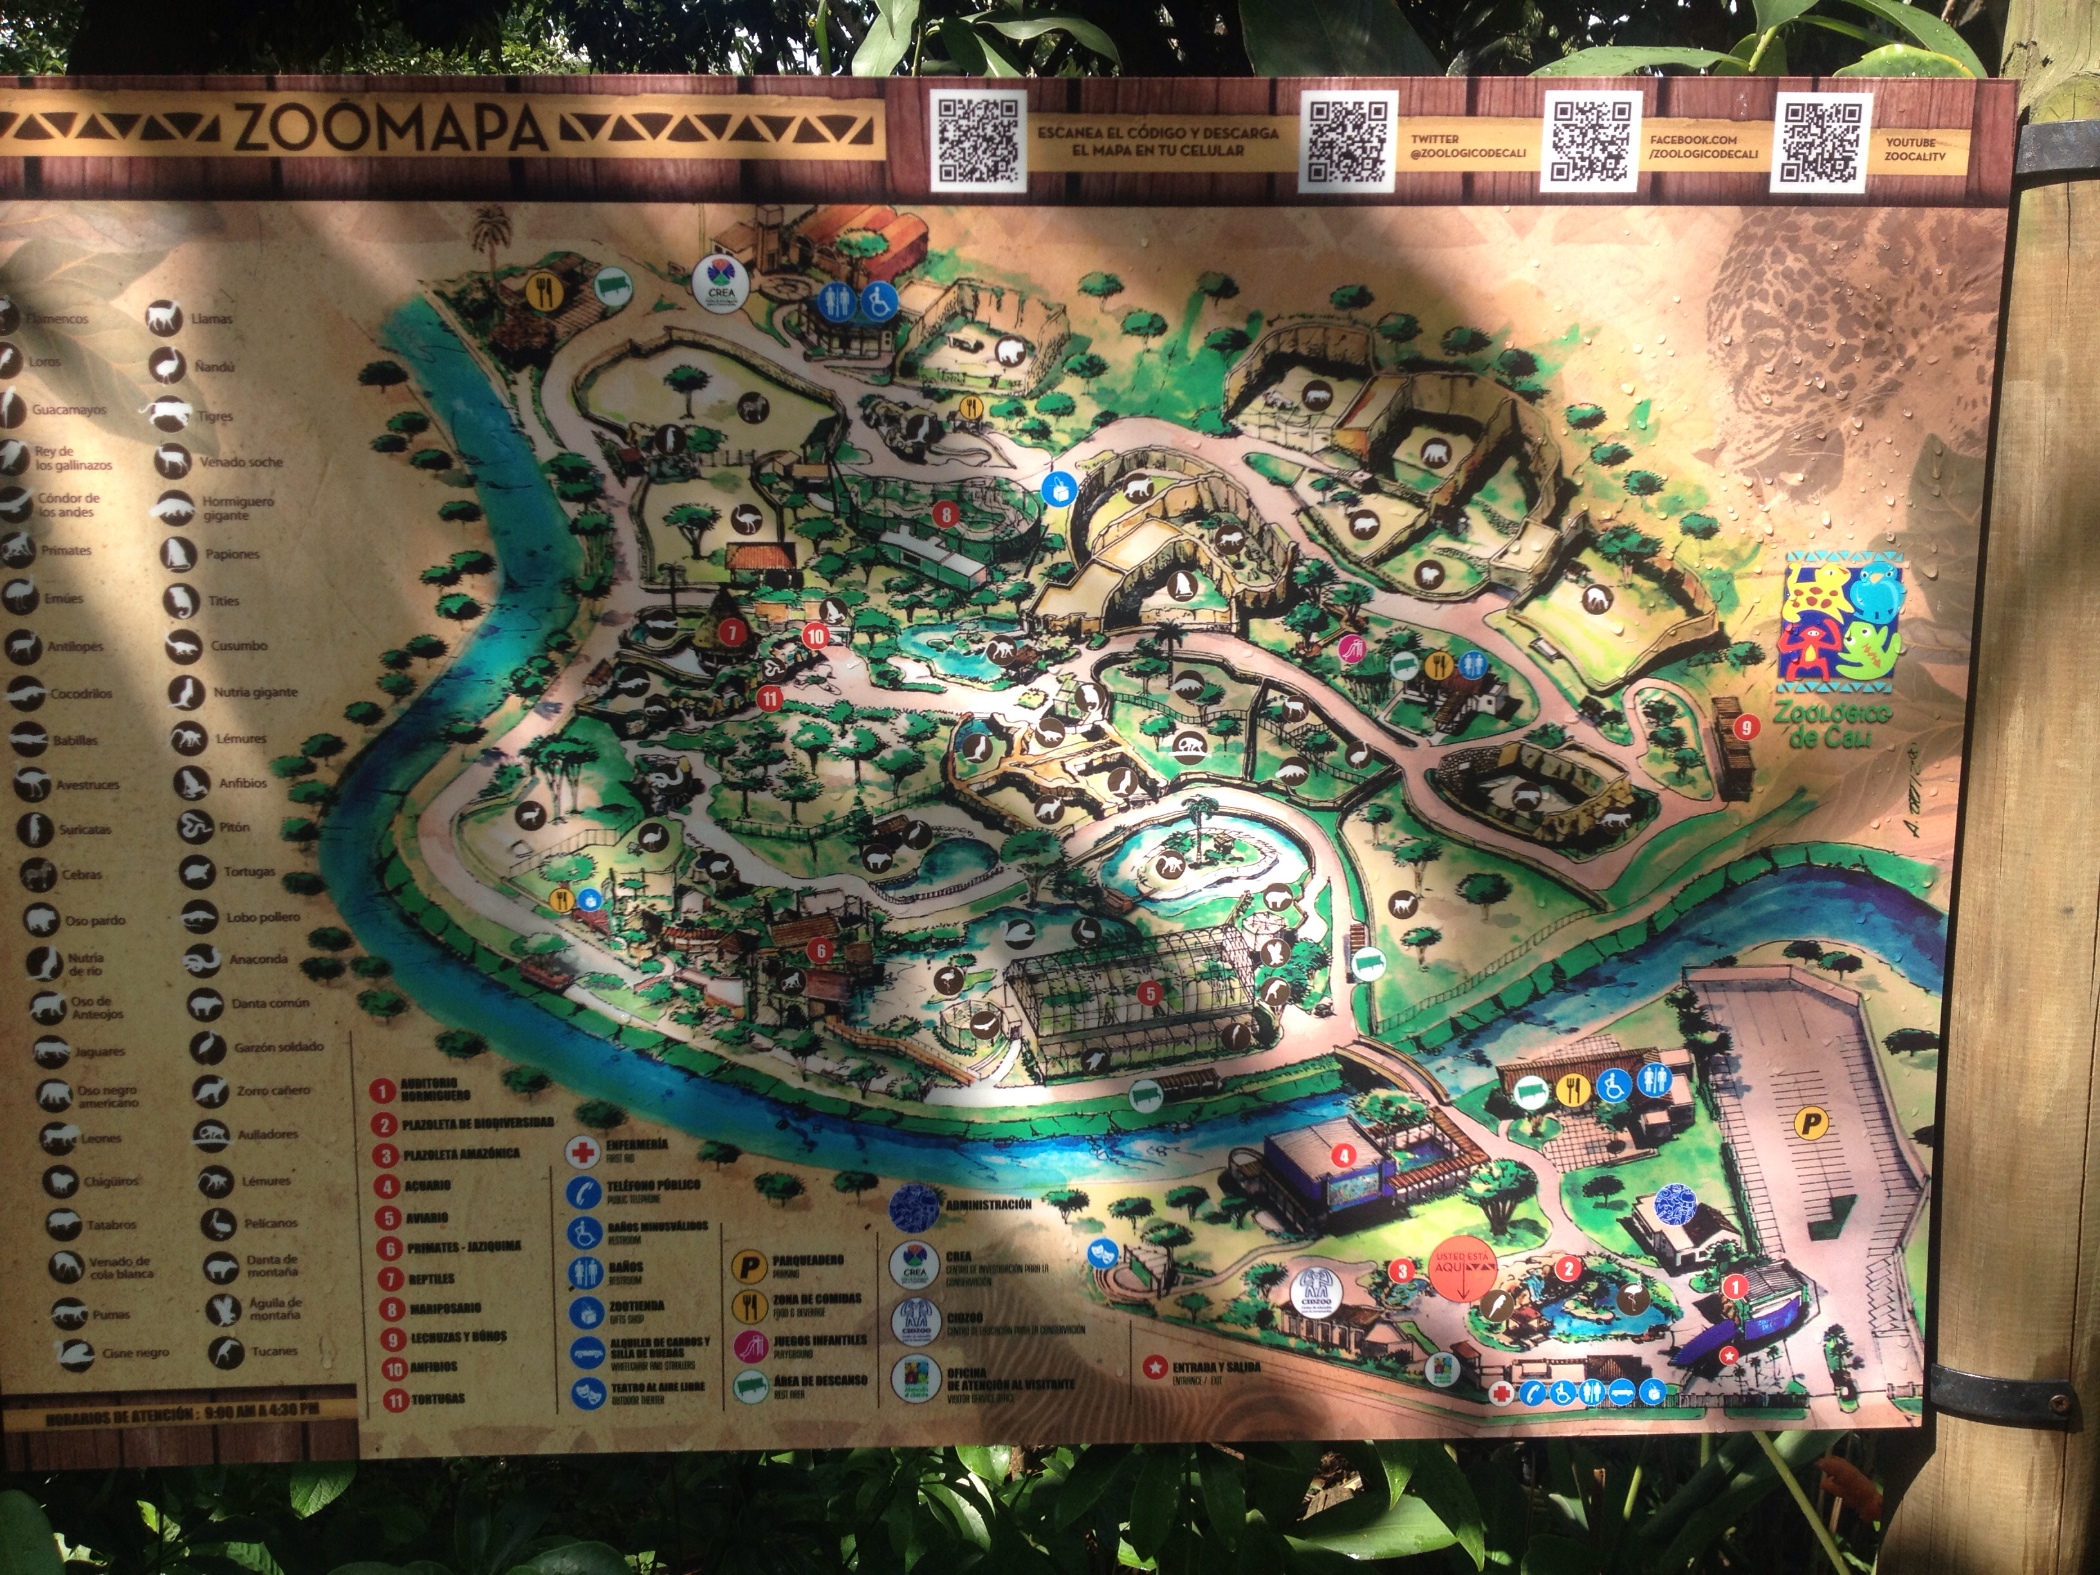 ZOOMAPA
ESCANEA EL CÓDIGO Y DESCARGA
EL MAPA EN TU CELULAR
TWITTER
@ZOOLOGICODECALI
FACEBOOK.COM
/ZOOLOGICODECALI
YOUTUBE
ZOOCALITV
Flamencos
Loros
Guacamayos
Rey de
los gallinazos
Cóndor de
los andes
Primates
Emúes
Antílopes
Cocodrilos
Babillas
Avestruces
Suricatas
Cebras
Oso pardo
Nutria
de río
Oso de
Anteojos
Jaguares
Oso negro
americano
Leones
Chigüiros
Tatabros
Venado de
cola blanca
Pumas
Cisne negro
Llamas
Ñandú
Tigres
Venado soche
Hormiguero
gigante
Papiones
Tities
Cusumbo
Nutria gigante
Lémures
Anfibios
Pitón
Tortugas
Lobo pollero
Anaconda
Danta común
Garzón soldado
Zorro cañero
Aulladores
Lémures
Pelícanos
Danta de
montaña
Águila de
montaña
Tucanes
HORARIOS DE ATENCIÓN : 9:00 AM A 4:30 PM
1 AUDITORIO
HORMIGUERO
2 PLAZOLETA DE BIODIVERSIDAD
3 PLAZOLETA AMAZÓNICA
4 ACUARIO
5 AVIARIO
6 PRIMATES - JAZIQUIMA
7 REPTILES
8 MARIPOSARIO
9 LECHUZAS Y BÚHOS
10 ANFIBIOS
11 TORTUGAS
ENFERMERÍA
FIRST AID
TELÉFONO PÚBLICO
PUBLIC TELEPHONE
BAÑOS MINUSVÁLIDOS
RESTROOM
BAÑOS
RESTROOM
ZOOTIENDA
GIFTS SHOP
ALQUILER DE CARROS Y
SILLA DE RUEDAS
WHEELCHAIR AND STROLLERS
TEATRO AL AIRE LIBRE
OUTDOOR THEATER
P PARQUEADERO
PARKING
ZONA DE COMIDAS
FOOD & BEVERAGE
JUEGOS INFANTILES
PLAYGROUND
ÁREA DE DESCANSO
REST AREA
ADMINISTRACIÓN
CREA
CREA
CENTRO DE INVESTIGACIÓN PARA LA
CONSERVACIÓN
CIDZOO
CIDZOO
CENTRO DE EDUCACIÓN PARA LA CONSERVACIÓN
OFICINA
DE ATENCIÓN AL VISITANTE
VISITOR SERVICE OFFICE
ENTRADA Y SALIDA
ENTRANCE / EXIT
CREA
8
7
10
11
9
6
5
4
3
2
1
P
USTED ESTÁ
AQUÍ
CIDZOO
ZOOLÓGICO
de CALI